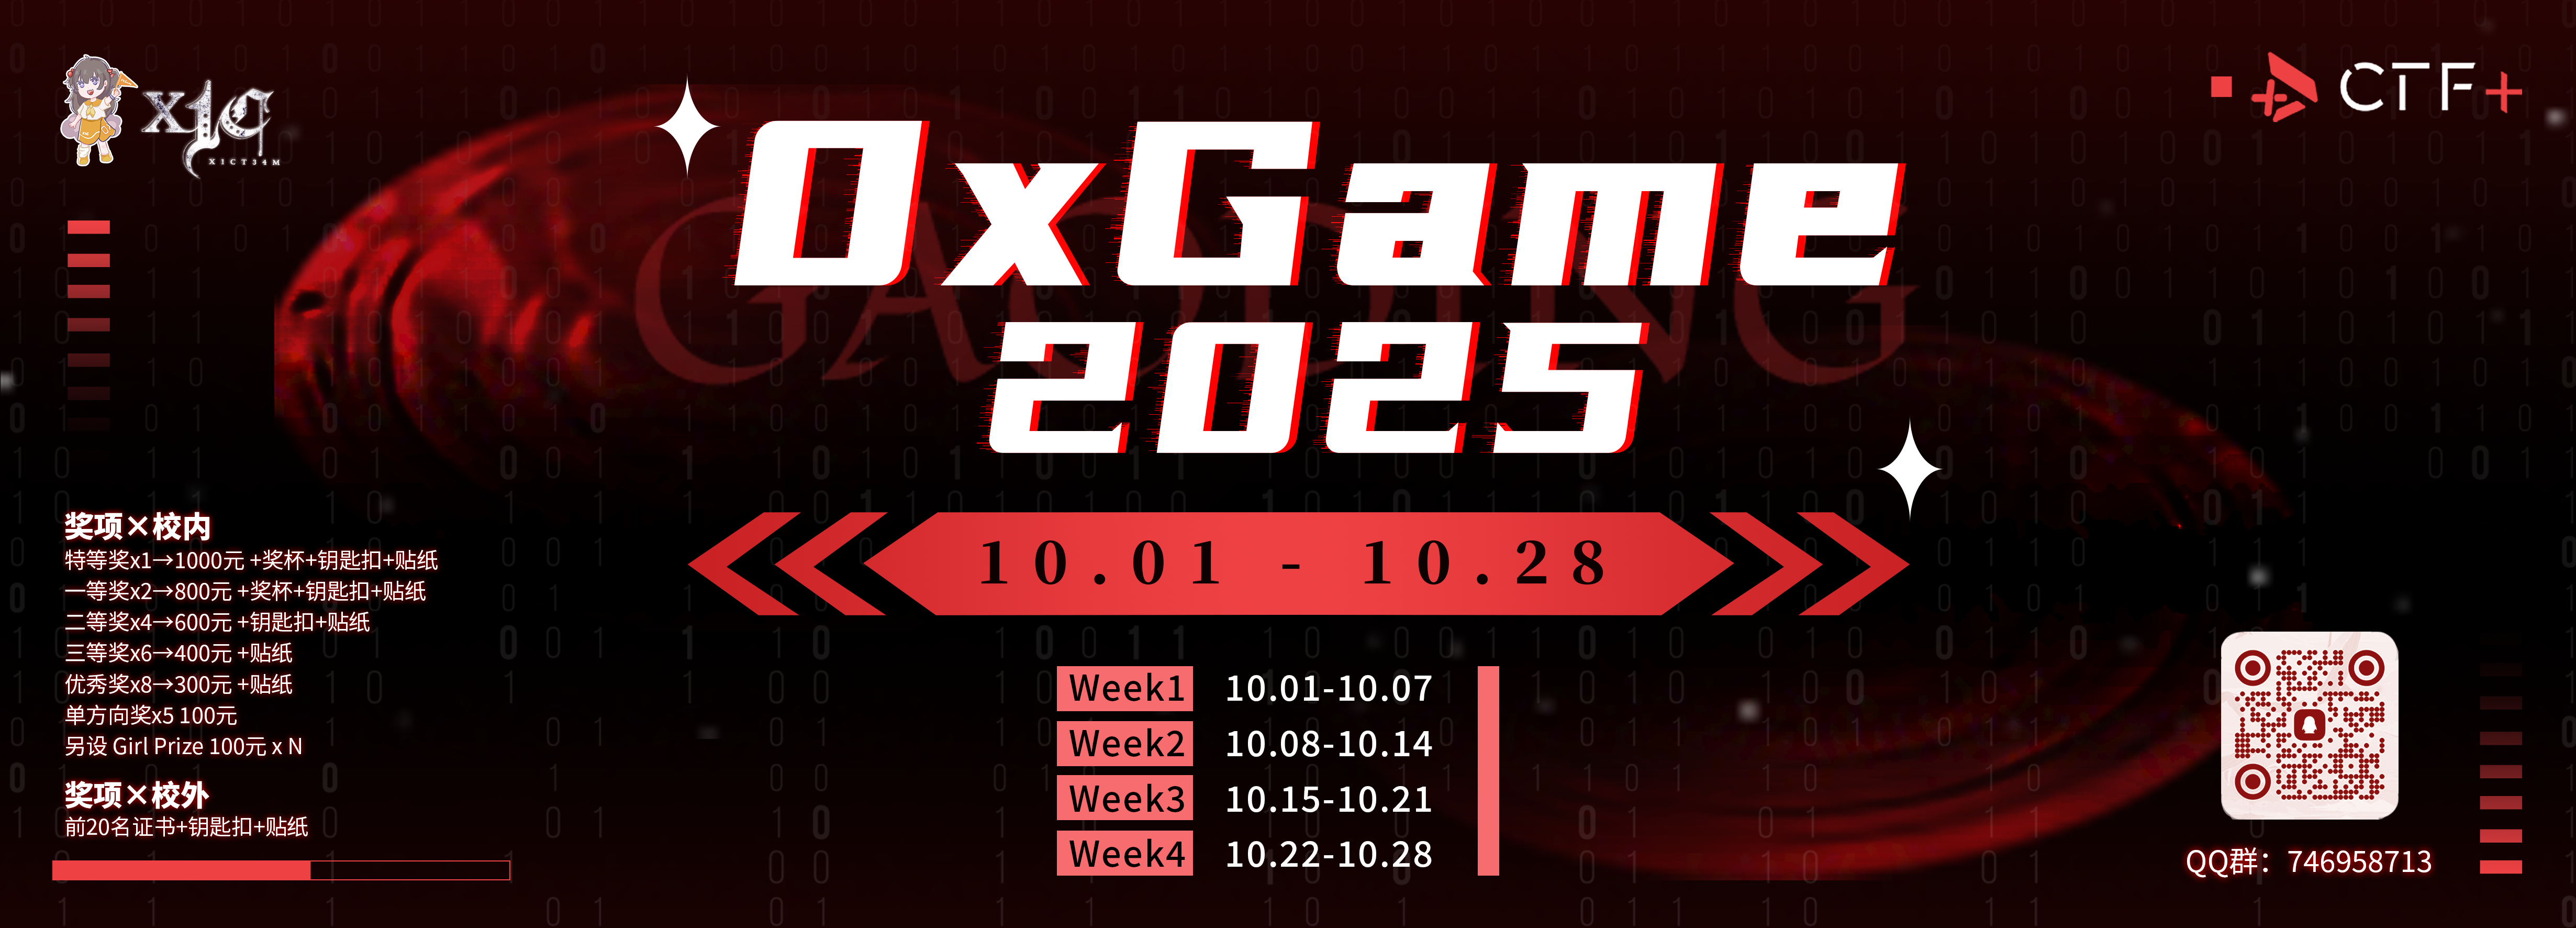 X1C
X1CT34M
CTF+
GAODING
0xGame
2025
10.01 - 10.28
奖项×校内
特等奖x1→1000元 +奖杯+钥匙扣+贴纸
一等奖x2→800元 +奖杯+钥匙扣+贴纸
二等奖x4→600元 +钥匙扣+贴纸
三等奖x6→400元 +贴纸
优秀奖x8→300元 +贴纸
单方向奖x5 100元
另设 Girl Prize 100元 x N
奖项×校外
前20名证书+钥匙扣+贴纸
Week1 10.01-10.07
Week2 10.08-10.14
Week3 10.15-10.21
Week4 10.22-10.28
QQ群：746958713